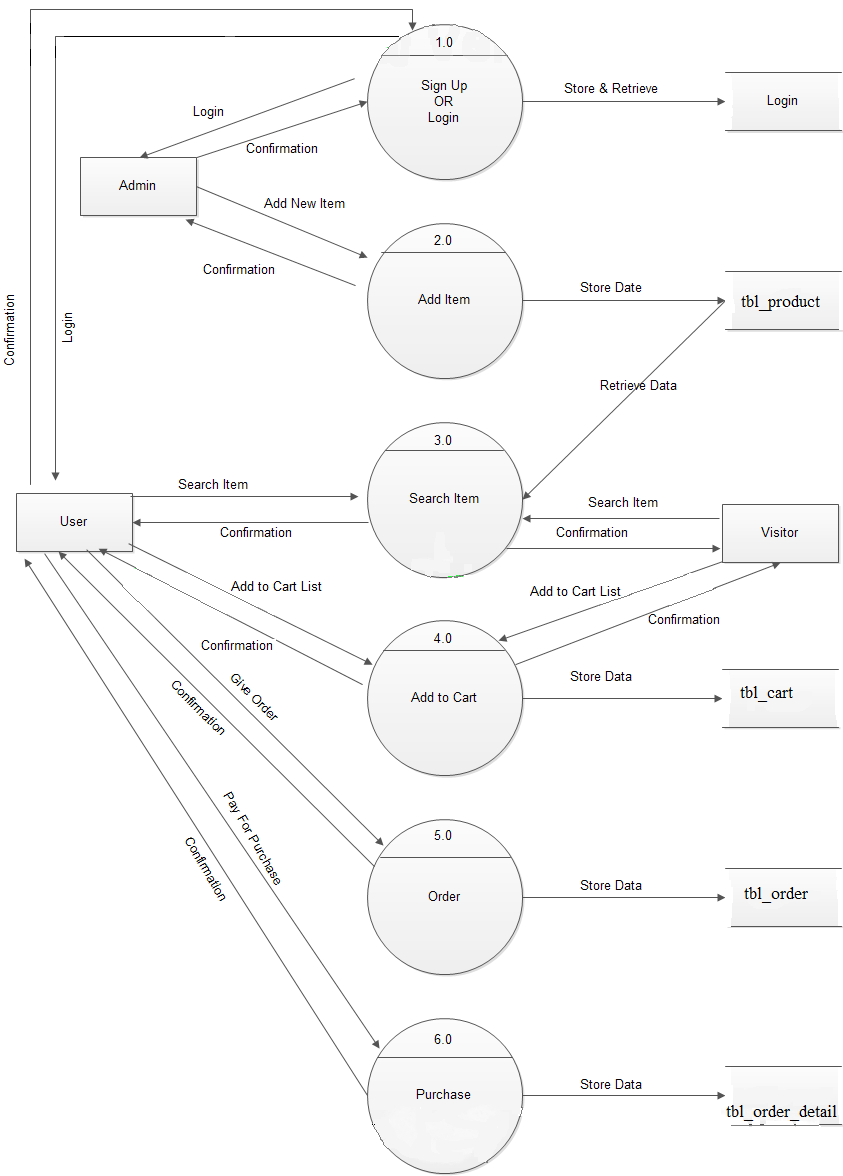 1.0
Sign Up
OR
Login
Store & Retrieve
Login
Login
Confirmation
Admin
Add New Item
Confirmation
2.0
Add Item
Store Date
tbl_product
Confirmation
Login
Retrieve Data
3.0
Search Item
Search Item
Confirmation
User
Search Item
Confirmation
Visitor
Add to Cart List
Confirmation
Add to Cart List
Confirmation
4.0
Add to Cart
Store Data
tbl_cart
Give Order
Confirmation
5.0
Order
Store Data
tbl_order
Pay For Purchase
Confirmation
6.0
Purchase
Store Data
tbl_order_detail